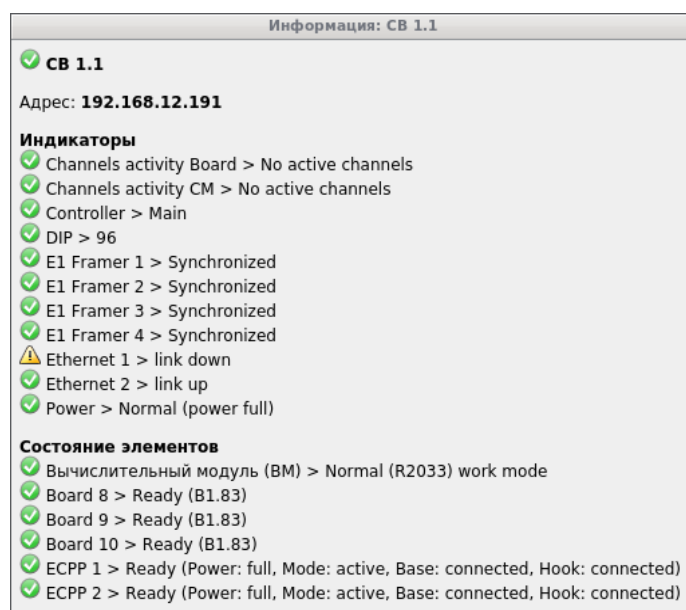 Информация: СВ 1.1
СВ 1.1
Адрес: 192.168.12.191
Индикаторы
Channels activity Board > No active channels
Channels activity CM > No active channels
Controller > Main
DIP > 96
E1 Framer 1 > Synchronized
E1 Framer 2 > Synchronized
E1 Framer 3 > Synchronized
E1 Framer 4 > Synchronized
Ethernet 1 > link down
Ethernet 2 > link up
Power > Normal (power full)
Состояние элементов
Вычислительный модуль (ВМ) > Normal (R2033) work mode
Board 8 > Ready (B1.83)
Board 9 > Ready (B1.83)
Board 10 > Ready (B1.83)
ECPP 1 > Ready (Power: full, Mode: active, Base: connected, Hook: connected)
ECPP 2 > Ready (Power: full, Mode: active, Base: connected, Hook: connected)